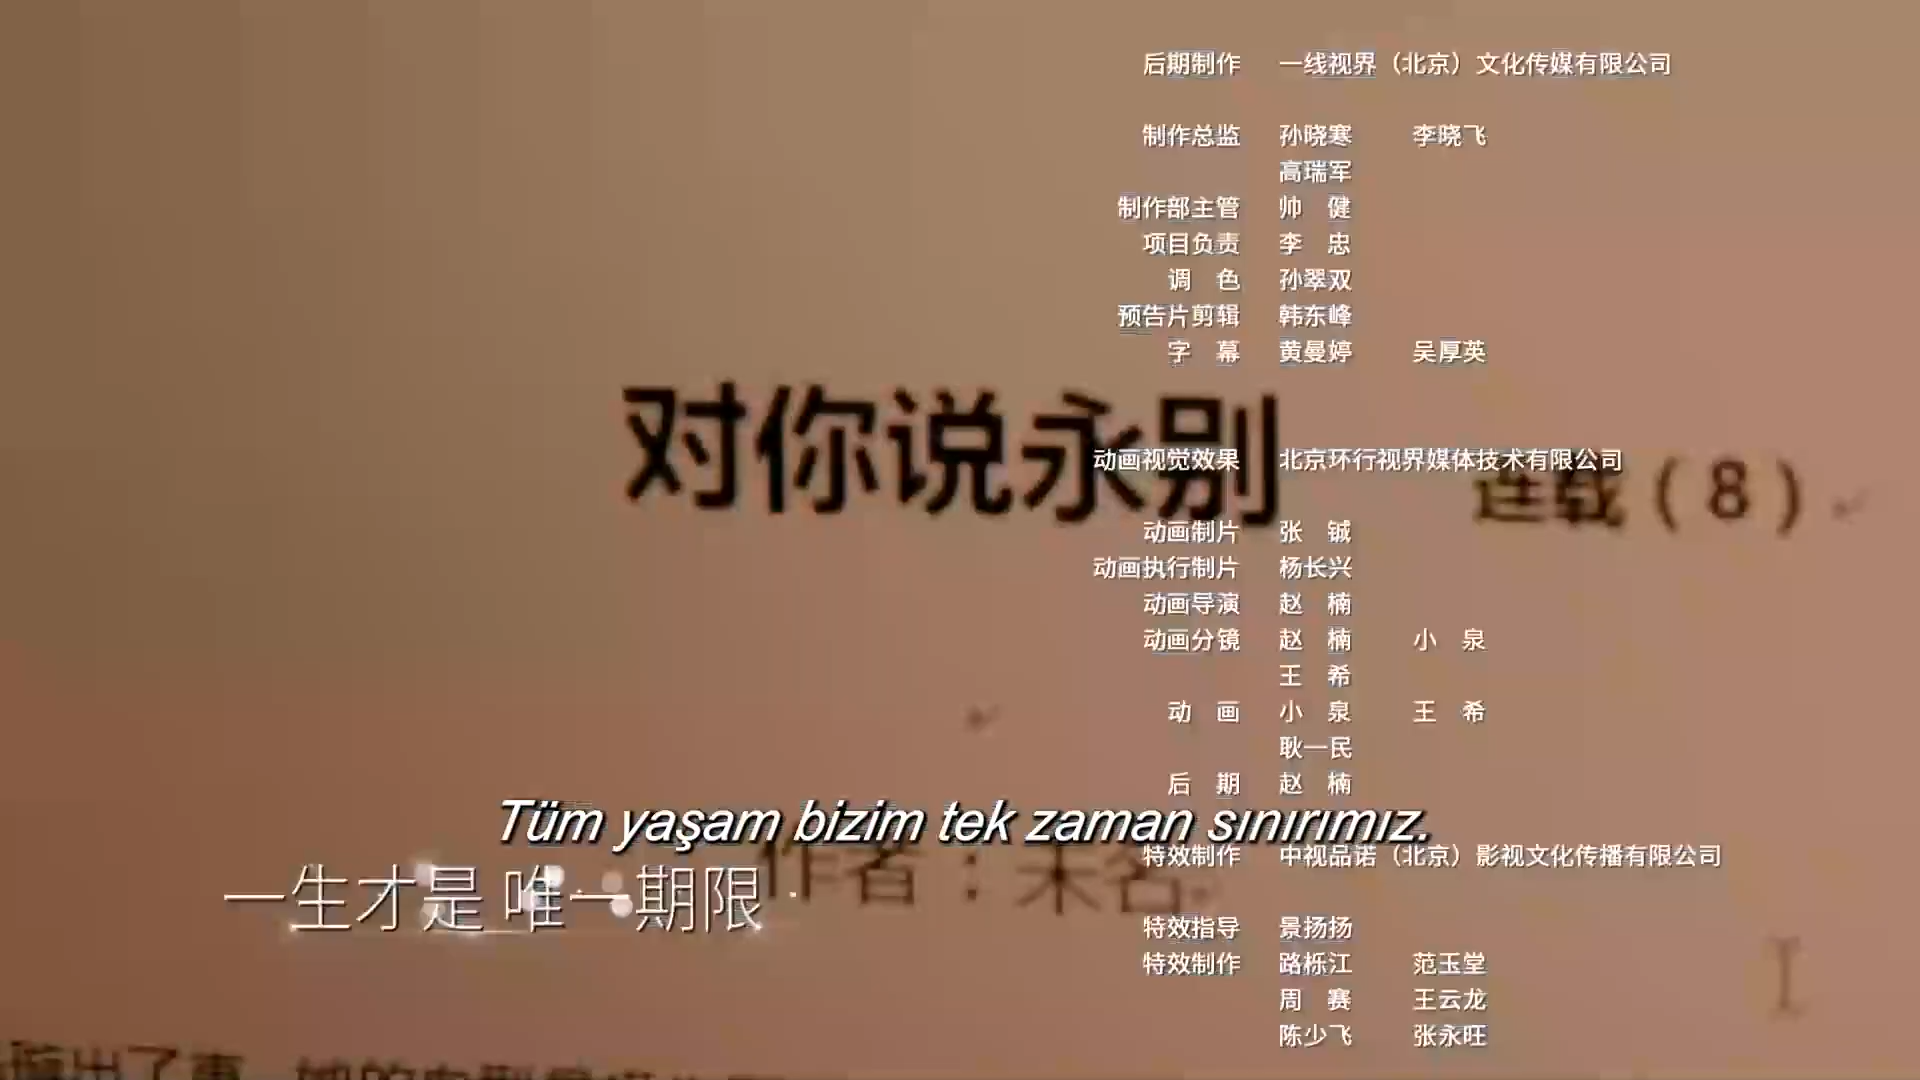 后期制作 一线视界（北京）文化传媒有限公司
制作总监 孙晓寒 李晓飞
高瑞军
制作部主管 帅 健
项目负责 李 忠
调 色 孙翠双
预告片剪辑 韩东峰
字 幕 黄曼婷 吴厚英
对你说永别
动画视觉效果 北京环行视界媒体技术有限公司
连载(8)
动画制片 张 铖
动画执行制片 杨长兴
动画导演 赵 楠
动画分镜 赵 楠 小 泉
王 希
动 画 小 泉 王 希
耿一民
后 期 赵 楠
Tüm yaşam bizim tek zaman sınırımız.
特效制作 中视品诺（北京）影视文化传播有限公司
作者：未名
一生才是 唯一期限
特效指导 景扬扬
特效制作 路栎江 范玉堂
周 赛 王云龙
陈少飞 张永旺